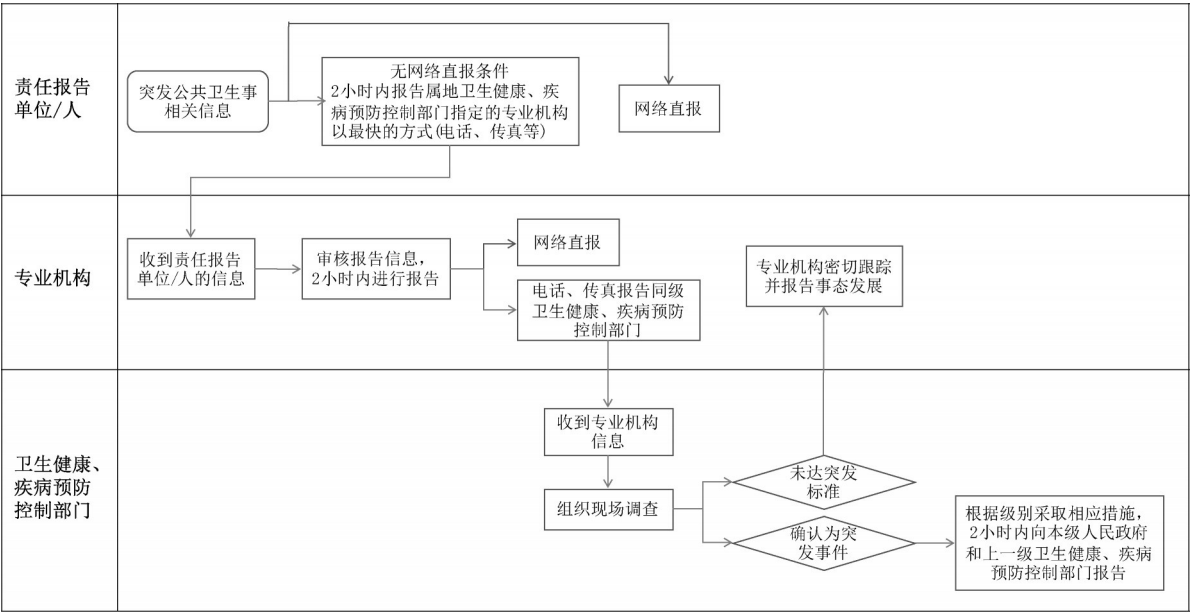 责任报告
单位/人
突发公共卫生事
相关信息
无网络直报条件
2小时内报告属地卫生健康、疾
病预防控制部门指定的专业机构
以最快的方式(电话、传真等)
网络直报
专业机构
收到责任报告
单位/人的信息
审核报告信息，
2小时内进行报告
网络直报
电话、传真报告同级
卫生健康、疾病预防
控制部门
专业机构密切跟踪
并报告事态发展
卫生健康、
疾病预防
控制部门
收到专业机构
信息
组织现场调查
未达突发
标准
确认为突
发事件
根据级别采取相应措施，
2小时内向本级人民政府
和上一级卫生健康、疾病
预防控制部门报告